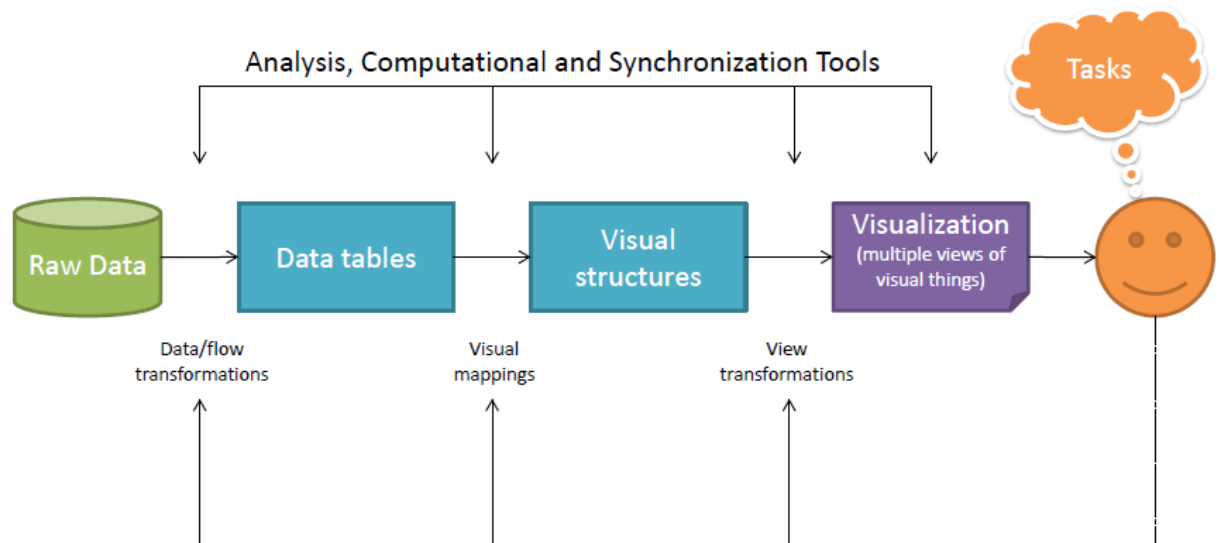 Analysis, Computational and Synchronization Tools
Tasks
Raw Data
Data tables
Visual
structures
Visualization
(multiple views of
visual things)
Data/flow
transformations
Visual
mappings
View
transformations